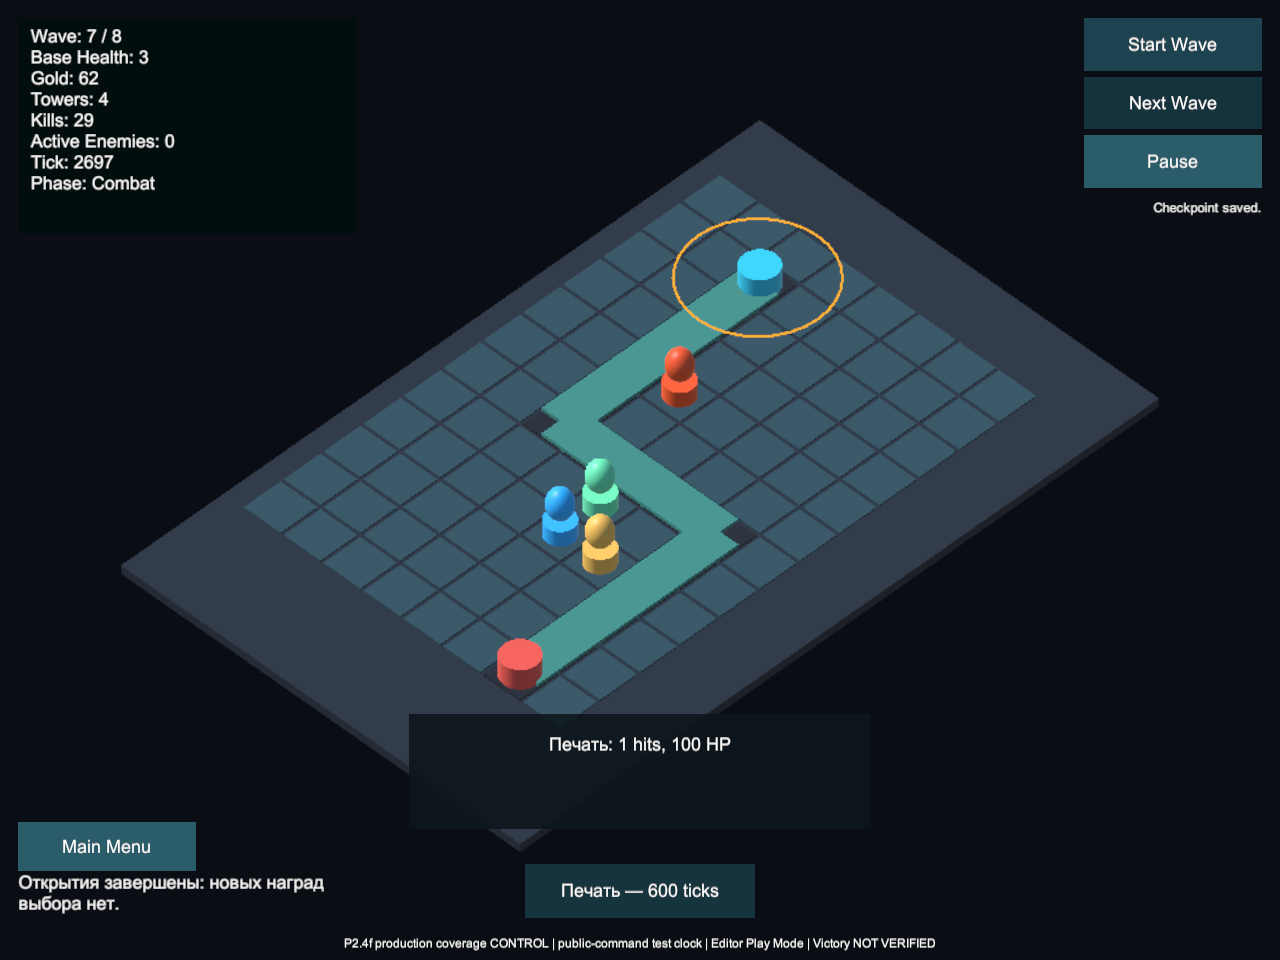 Wave: 7 / 8
Base Health: 3
Gold: 62
Towers: 4
Kills: 29
Active Enemies: 0
Tick: 2697
Phase: Combat
Start Wave
Next Wave
Pause
Checkpoint saved.
Печать: 1 hits, 100 HP
Main Menu
Открытия завершены: новых наград
выбора нет.
Печать — 600 ticks
P2.4f production coverage CONTROL | public-command test clock | Editor Play Mode | Victory NOT VERIFIED